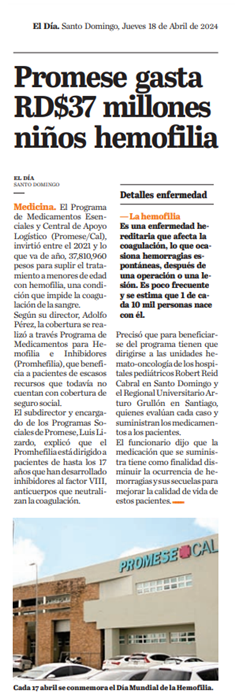 El Día. Santo Domingo, Jueves 18 de Abril de 2024
Promese gasta
RD$37 millones
niños hemofilia
EL DÍA
SANTO DOMINGO
Medicina. El Programa
de Medicamentos Esen-
ciales y Central de Apoyo
Logístico (Promese/Cal),
invirtió entre el 2021 y lo
que va de año, 37,810,960
pesos para suplir el trata-
miento a menores de edad
con hemofilia, una condi-
ción que impide la coagu-
lación de la sangre.
Según su director, Adolfo
Pérez, la cobertura se rea-
lizó a través Programa de
Medicamentos para He-
mofilia e Inhibidores
(Promhefilia), que benefi-
cia a pacientes de escasos
recursos que todavía no
cuentan con cobertura de
seguro social.
El subdirector y encarga-
do de los Programas Socia-
les de Promese, Luis Li-
zardo, explicó que el
Promhefilia está dirigido a
pacientes de hasta los 17
años que han desarrollado
inhibidores al factor VIII,
anticuerpos que neutrali-
zan la coagulación.
Detalles enfermedad
— La hemofilia
Es una enfermedad he-
reditaria que afecta la
coagulación, lo que oca-
siona hemorragias es-
pontáneas, después de
una operación o una le-
sión. Es poco frecuente
y se estima que 1 de ca-
da 10 mil personas nace
con él.
Precisó que para beneficiar-
se del programa tienen que
dirigirse a las unidades he-
mato-oncología de los hospi-
tales pediátricos Robert Reid
Cabral en Santo Domingo y
el Regional Universitario Ar-
turo Grullón en Santiago,
quienes evalúan cada caso y
suministran los medicamen-
tos a los pacientes.
El funcionario dijo que la
medicación que se suminis-
tra tiene como finalidad dis-
minuir la ocurrencia de he-
morragias y sus secuelas para
mejorar la calidad de vida de
estos pacientes. —
PROMESE CAL
Cada 17 abril se conmemora el Día Mundial de la Hemofilia.